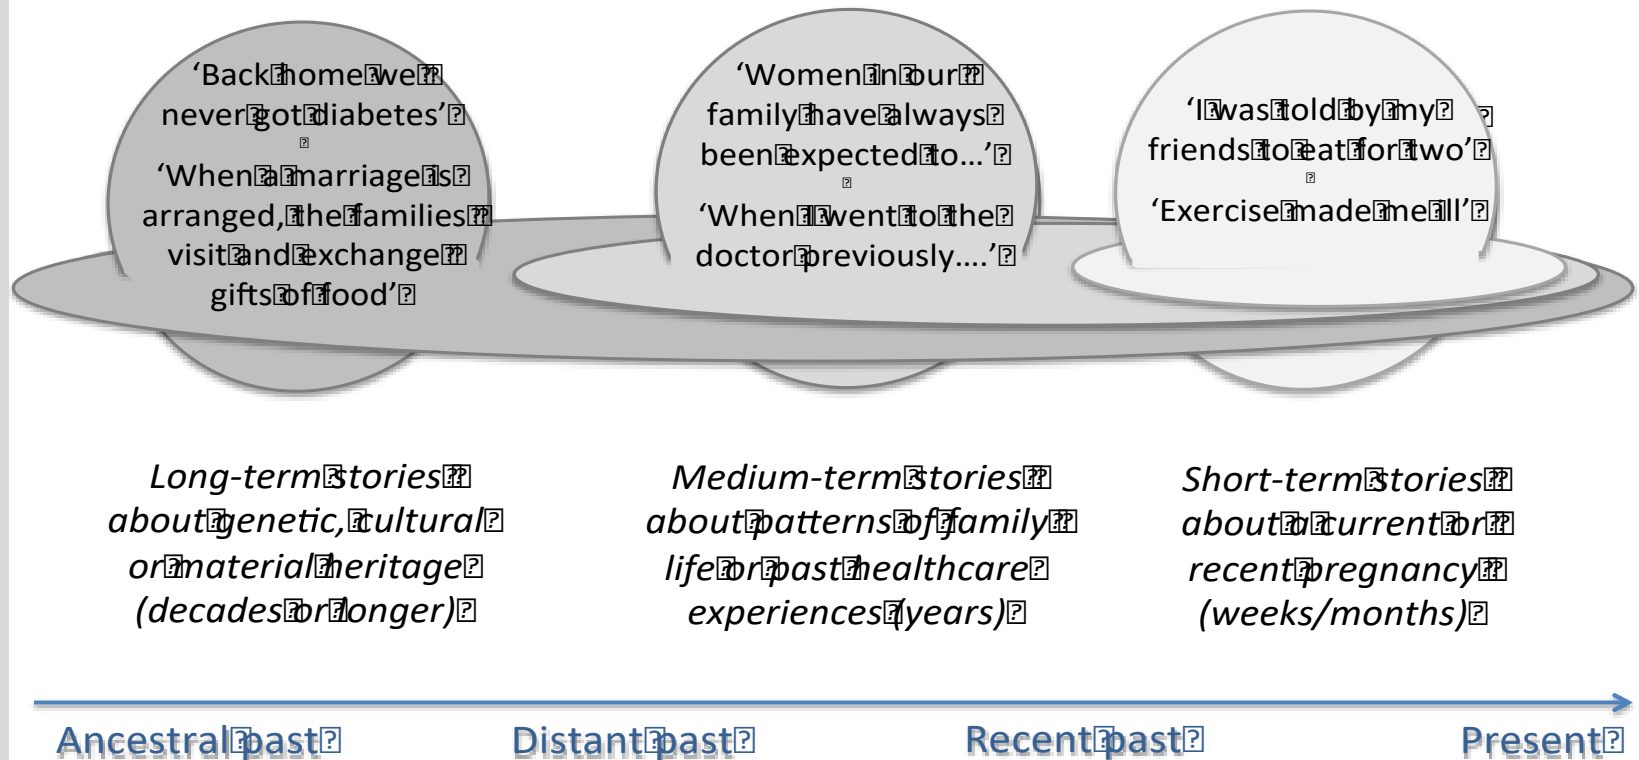 ‘Back home we
never got diabetes’
‘When a marriage is
arranged, the families
visit and exchange
gifts of food’
‘Women in our
family have always
been expected to...’
‘When I went to the
doctor previously....’
‘I was told by my
friends to eat for two’
‘Exercise made me ill’
Long-term stories
about genetic, cultural
or material heritage
(decades or longer)
Medium-term stories
about patterns of family
life or past healthcare
experiences (years)
Short-term stories
about a current or
recent pregnancy
(weeks/months)
Ancestral past
Distant past
Recent past
Present